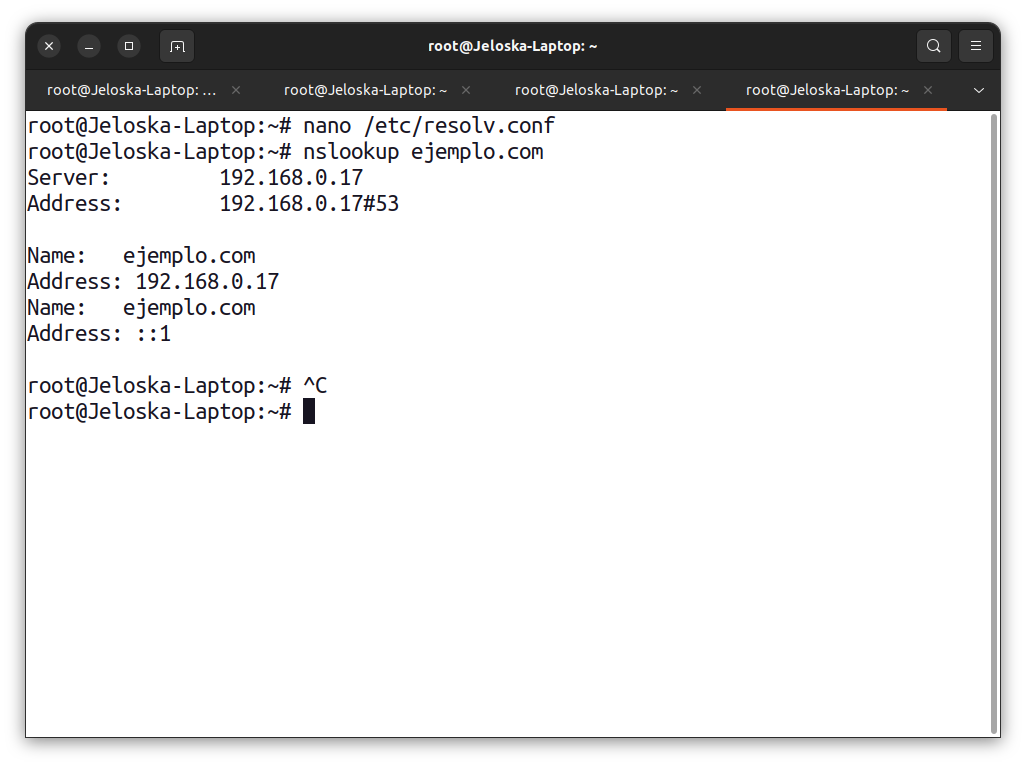 root@Jeloska-Laptop: ~
root@Jeloska-Laptop: ...
root@Jeloska-Laptop: ~
root@Jeloska-Laptop: ~
root@Jeloska-Laptop: ~
root@Jeloska-Laptop:~# nano /etc/resolv.conf
root@Jeloska-Laptop:~# nslookup ejemplo.com
Server:         192.168.0.17
Address:        192.168.0.17#53
Name:   ejemplo.com
Address: 192.168.0.17
Name:   ejemplo.com
Address: ::1
root@Jeloska-Laptop:~# ^C
root@Jeloska-Laptop:~#